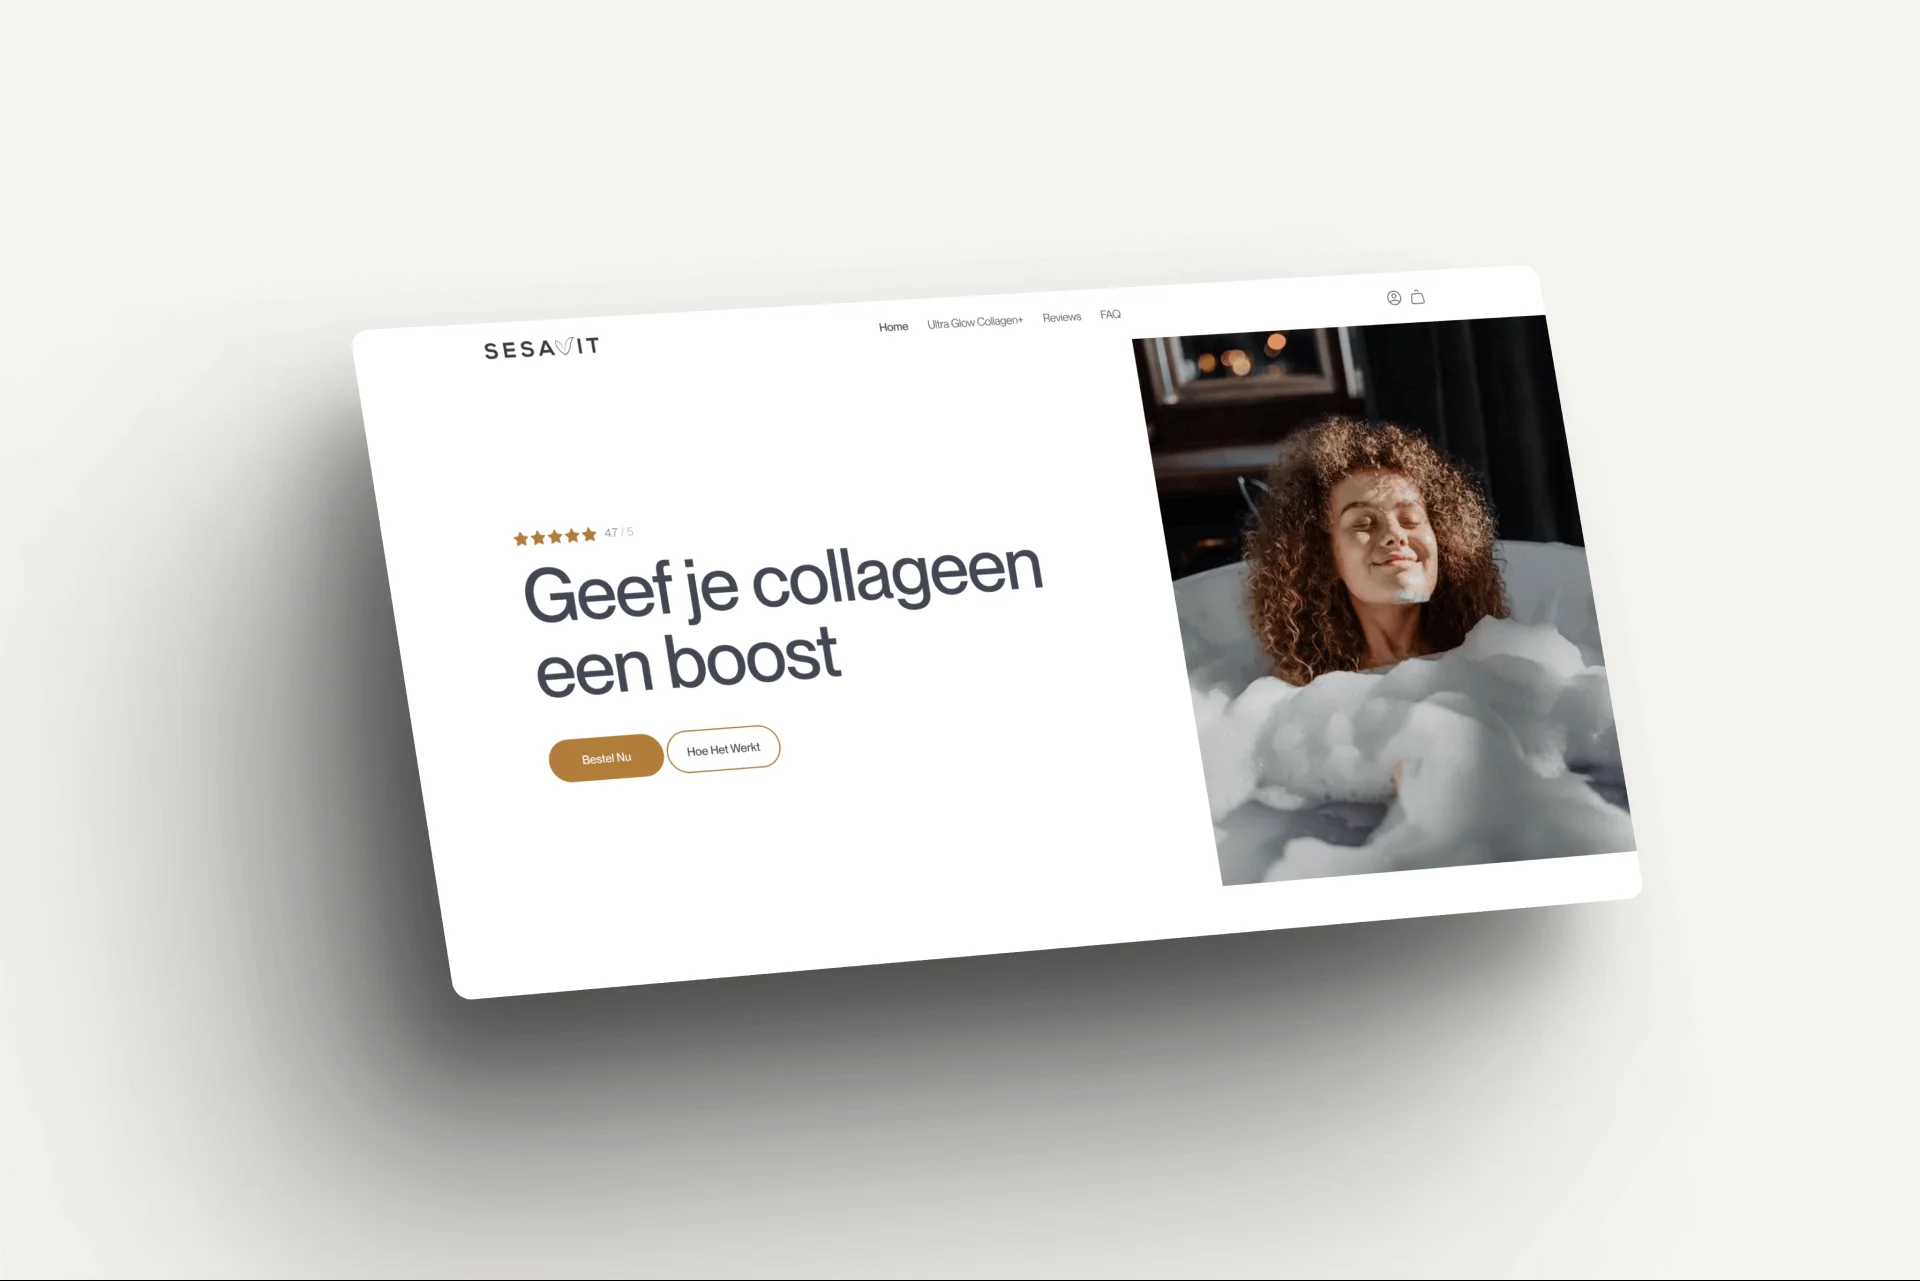 SESAVIT
Home Ultra Glow Collagen+ Reviews FAQ
4.7 / 5
Geef je collageen
een boost
Bestel Nu Hoe Het Werkt